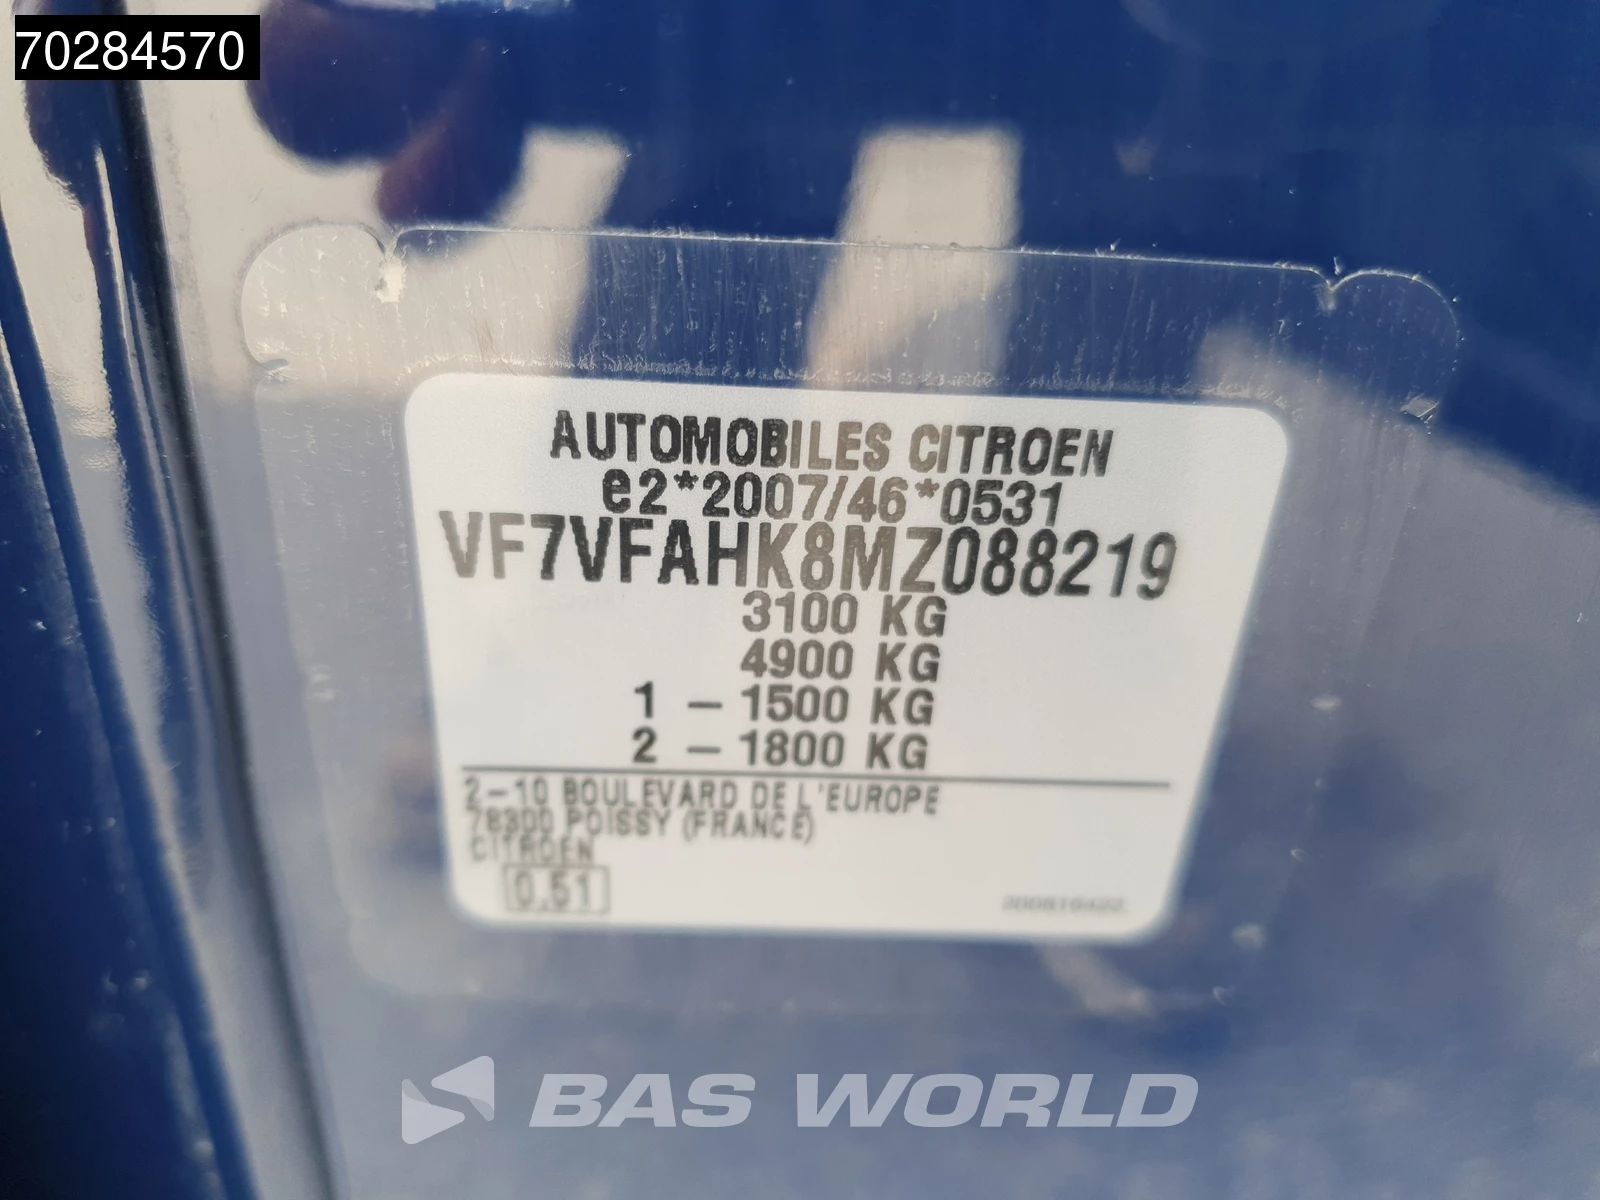 70284570
AUTOMOBILES CITROEN
e2*2007/46*0531
VF7VFAHK8MZ088219
3100 KG
4900 KG
1 - 1500 KG
2 - 1800 KG
2-10 BOULEVARD DE L'EUROPE
78300 POISSY (FRANCE)
CITROEN
0.51
BAS WORLD